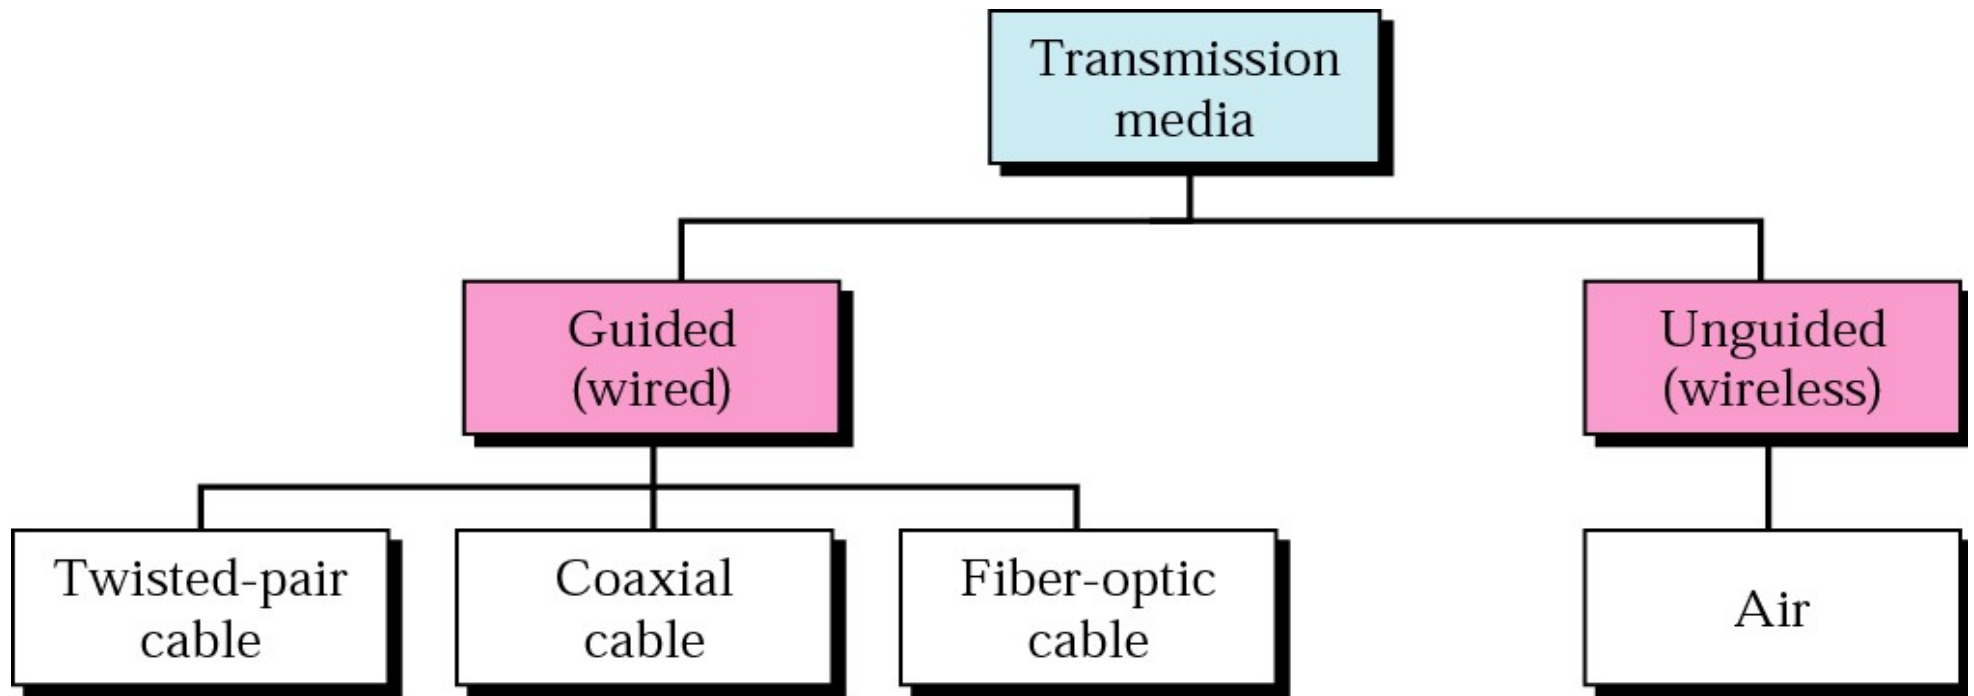 Transmission
media
Guided
(wired)
Unguided
(wireless)
Twisted-pair
cable
Coaxial
cable
Fiber-optic
cable
Air